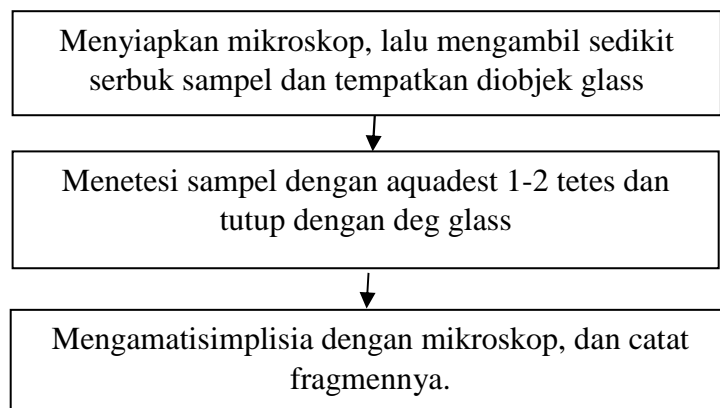 Menyiapkan mikroskop, lalu mengambil sedikit
serbuk sampel dan tempatkan diobjek glass
Menetesi sampel dengan aquadest 1-2 tetes dan
tutup dengan deg glass
Mengamatisimplisia dengan mikroskop, dan catat
fragmennya.